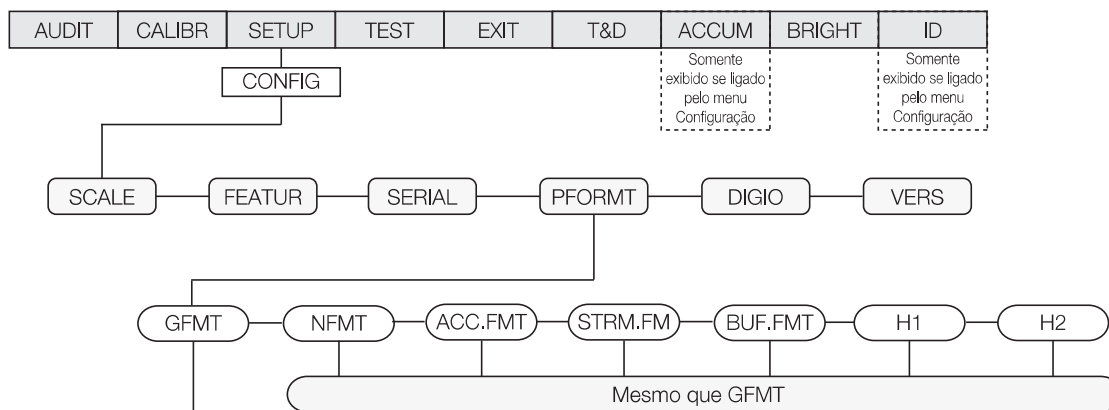 AUDIT CALIBR SETUP TEST EXIT T&D ACCUM BRIGHT ID
CONFIG
Somente
exibido se ligado
pelo menu
Configuração
Somente
exibido se ligado
pelo menu
Configuração
SCALE FEATUR SERIAL PFORMT DIGIO VERS
GFMT NFMT ACC.FMT STRM.FM BUF.FMT H1 H2
Mesmo que GFMT